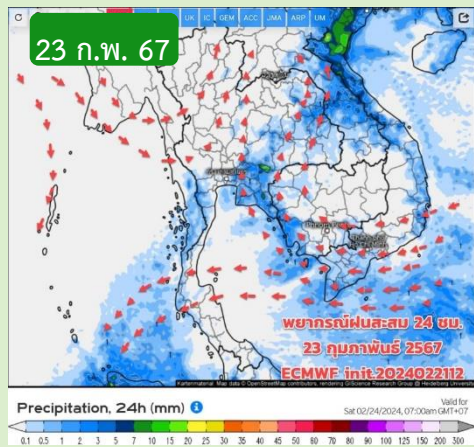 23 ก.พ. 67
UK IC GEM ACC JMA ARP UM
พยากรณ์ฝนสะสม 24 ชม.
23 กุมภาพันธ์ 2567
ECMWF init.2024022112
Precipitation, 24h (mm)
Valid for
Sat 02/24/2024, 07:00am GMT+07
0.1 0.5 1 2 3 5 7 10 15 20 25 30 35 40 45 50 60 70 80 90 100 125 150 200 300